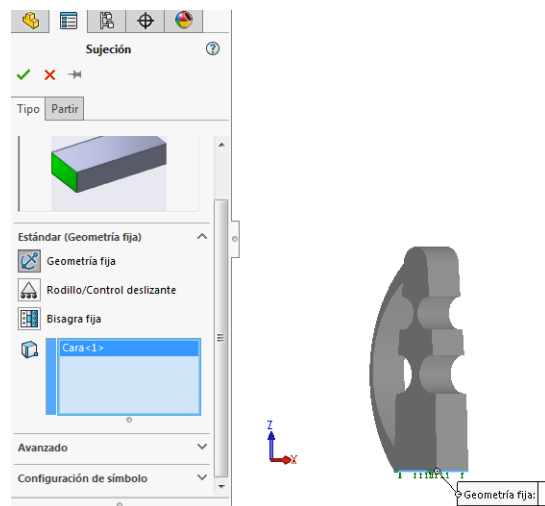 Sujeción
Tipo
Partir
Estándar (Geometría fija)
Geometría fija
Rodillo/Control deslizante
Bisagra fija
Cara<1>
Avanzado
Configuración de símbolo
Z
X
Geometría fija: